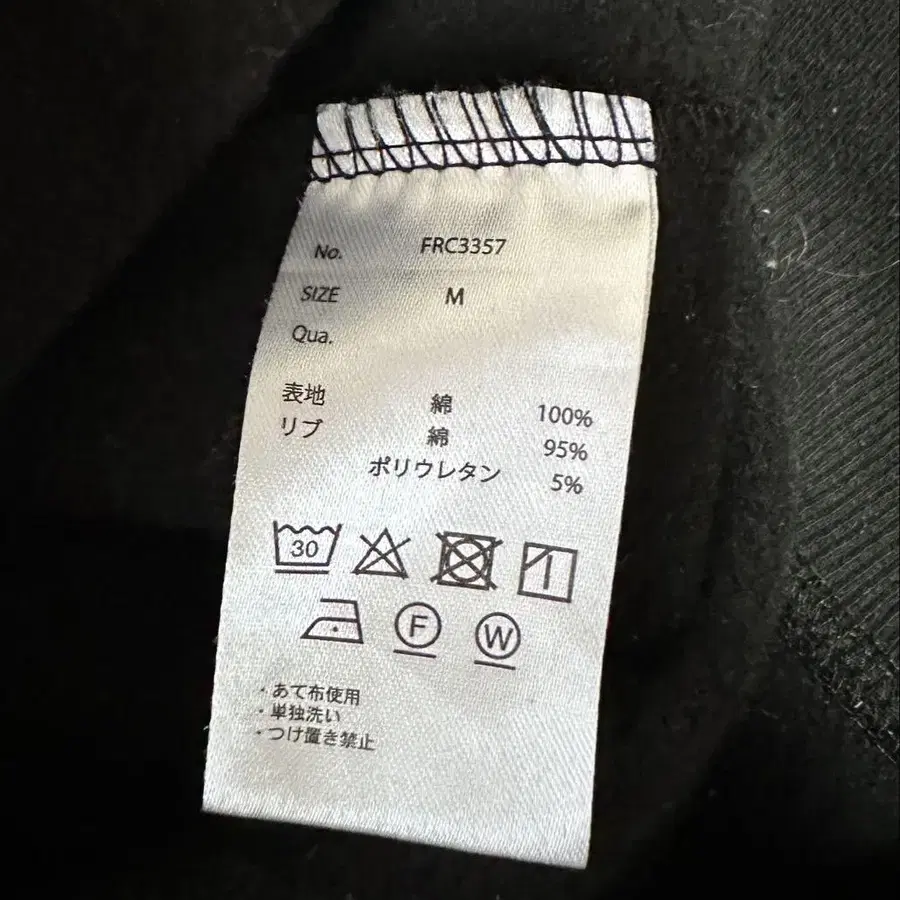 No. FRC3357
SIZE M
Qua.
表地 綿 100%
リブ 綿 95%
ポリウレタン 5%
30
F W
・あて布使用
・単独洗い
・つけ置き禁止